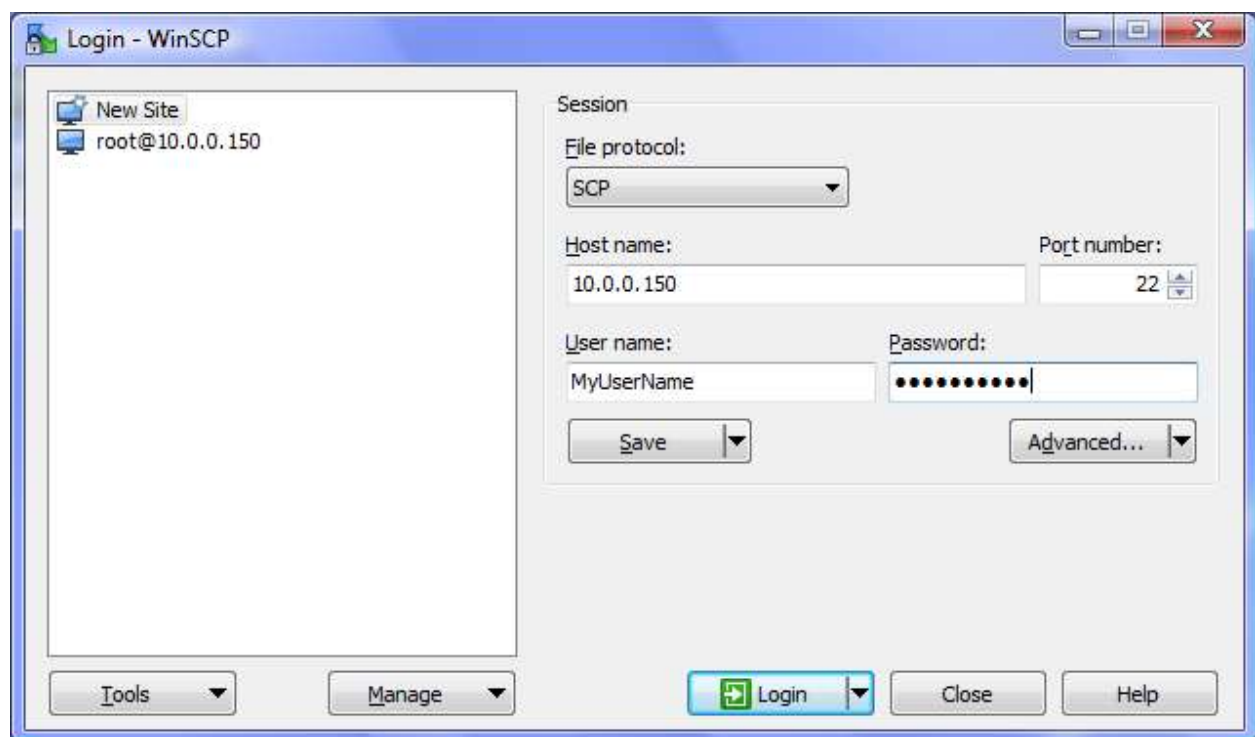 Login - WinSCP
New Site
root@10.0.0.150
Session
File protocol:
SCP
Host name: Port number:
10.0.0.150 22
User name: Password:
MyUserName ●●●●●●●●●●
Save Advanced...
Tools Manage Login Close Help